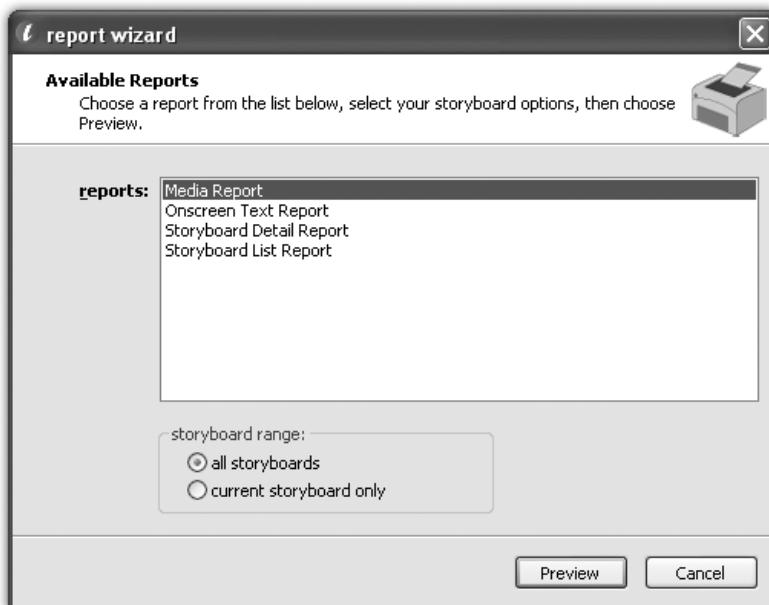 report wizard
Available Reports
Choose a report from the list below, select your storyboard options, then choose
Preview.
reports:
Media Report
Onscreen Text Report
Storyboard Detail Report
Storyboard List Report
storyboard range:
all storyboards
current storyboard only
Preview Cancel